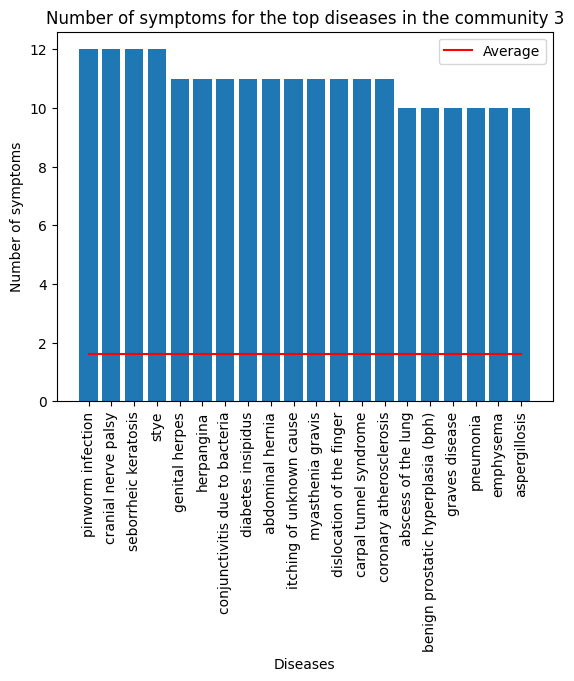 Number of symptoms for the top diseases in the community 3
Average
Number of symptoms
12
10
8
6
4
2
0
pinworm infection
cranial nerve palsy
seborrheic keratosis
stye
genital herpes
herpangina
conjunctivitis due to bacteria
diabetes insipidus
abdominal hernia
itching of unknown cause
myasthenia gravis
dislocation of the finger
carpal tunnel syndrome
coronary atherosclerosis
abscess of the lung
benign prostatic hyperplasia (bph)
graves disease
pneumonia
emphysema
aspergillosis
Diseases